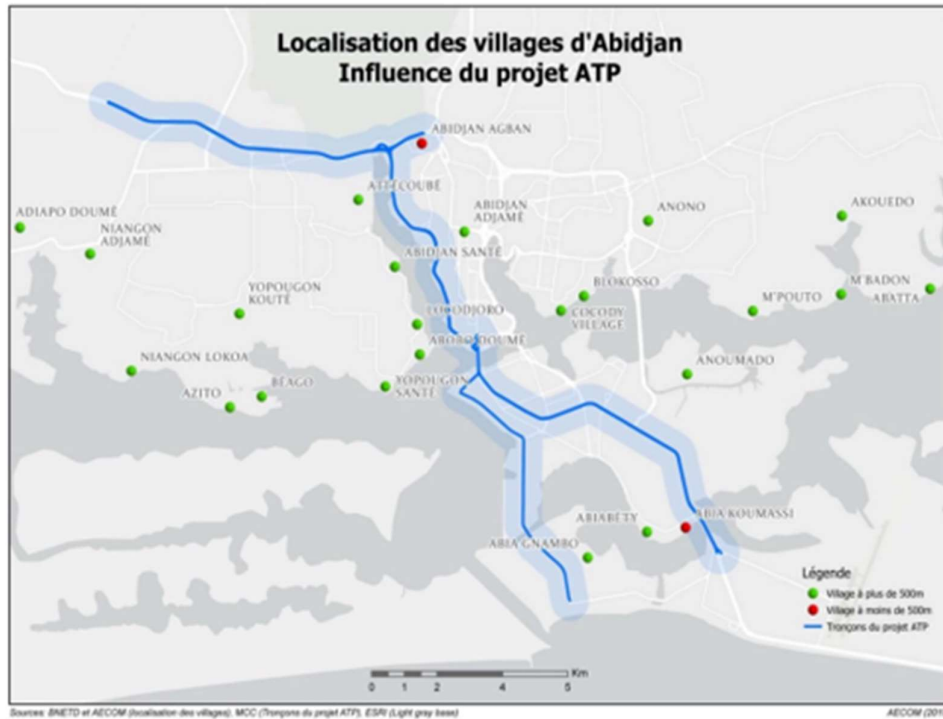 Localisation des villages d'Abidjan
Influence du projet ATP
ABIDJAN AGBAN
ATTÉCOUBÉ
ADIAPO DOUMÉ
NIANGON
ADJAMÉ
ABIDJAN
ADJAMÉ
ANONO
AKOUEDO
ABIDJAN SANTÉ
YOPOUGON
KOUTÉ
BLOKOSSO
M'BADON
ABATTA
M'POUTO
LOCODJORO
COCODY
VILLAGE
ABOBO DOUMÉ
NIANGON LOKOA
ANOUMADO
AZITO
BÉAGO
YOPOUGON
SANTÉ
ABIABÉTY
ABIA KOUMASSI
ABIA GNAMBO
Légende
Village à plus de 500m
Village à moins de 500m
Tronçons du projet ATP
Km
0 1 2 4 5
Sources: BNETD et AECOM (localisation des villages), MCC (Tronçons du projet ATP), ESRI (Light gray base)
AECOM (201